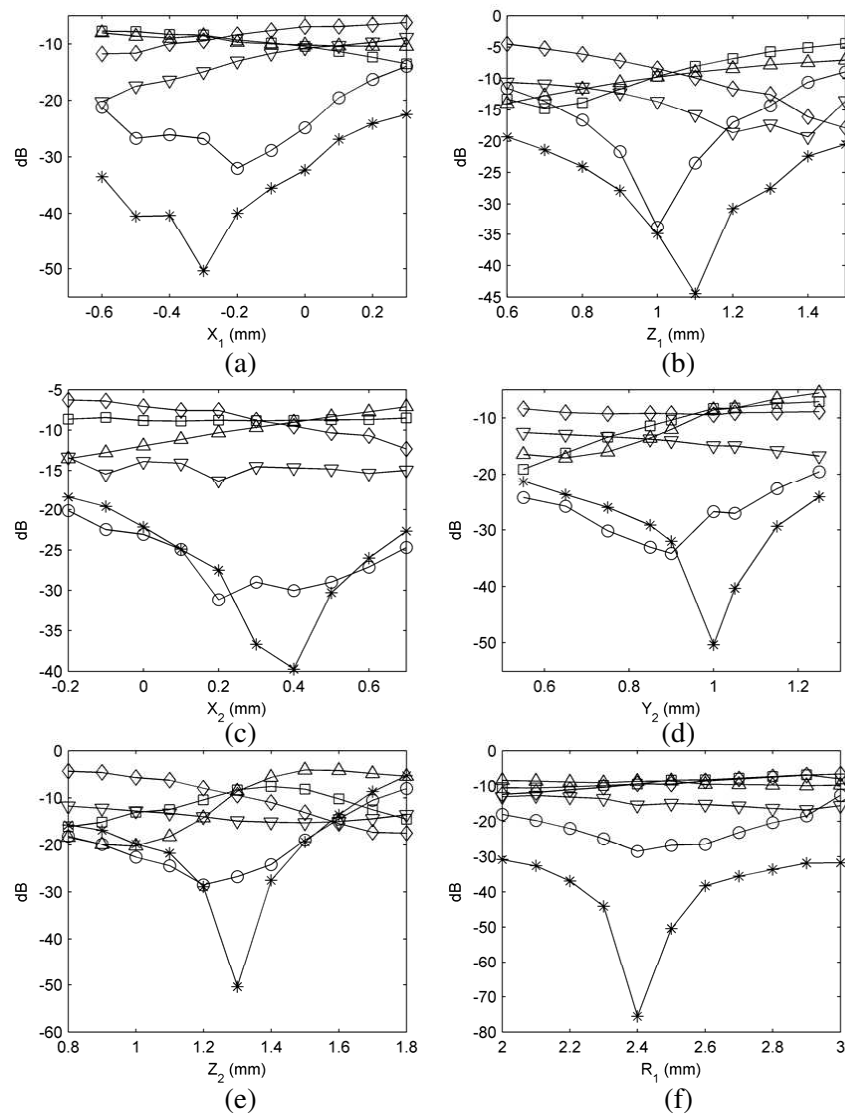 -10
-20
-30
-40
-50
dB
-0.6 -0.4 -0.2 0 0.2
X1 (mm)
(a)
0
-5
-10
-15
-20
-25
-30
-35
-40
-45
dB
0.6 0.8 1 1.2 1.4
Z1 (mm)
(b)
-5
-10
-15
-20
-25
-30
-35
-40
dB
-0.2 0 0.2 0.4 0.6
X2 (mm)
(c)
-10
-20
-30
-40
-50
dB
0.6 0.8 1 1.2
Y2 (mm)
(d)
0
-10
-20
-30
-40
-50
-60
dB
0.8 1 1.2 1.4 1.6 1.8
Z2 (mm)
(e)
0
-10
-20
-30
-40
-50
-60
-70
-80
dB
2 2.2 2.4 2.6 2.8 3
R1 (mm)
(f)